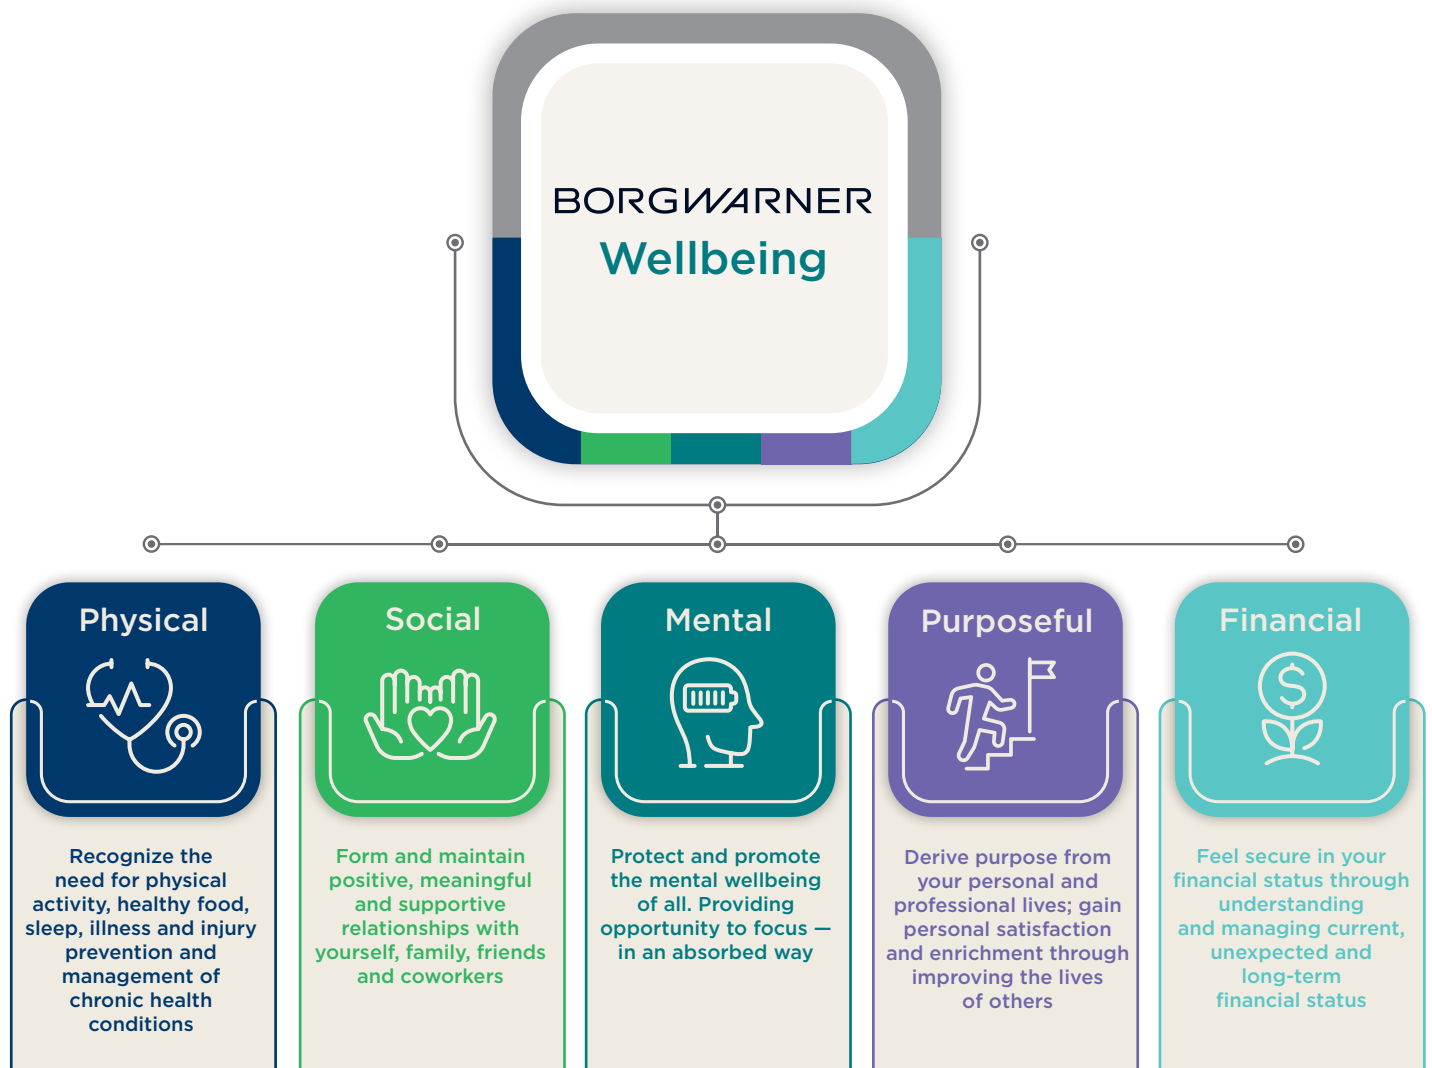 BORGWARNER
Wellbeing
Physical
Recognize the
need for physical
activity, healthy food,
sleep, illness and injury
prevention and
management of
chronic health
conditions
Social
Form and maintain
positive, meaningful
and supportive
relationships with
yourself, family, friends
and coworkers
Mental
Protect and promote
the mental wellbeing
of all. Providing
opportunity to focus —
in an absorbed way
Purposeful
Derive purpose from
your personal and
professional lives; gain
personal satisfaction
and enrichment through
improving the lives
of others
Financial
$
Feel secure in your
financial status through
understanding
and managing current,
unexpected and
long-term
financial status